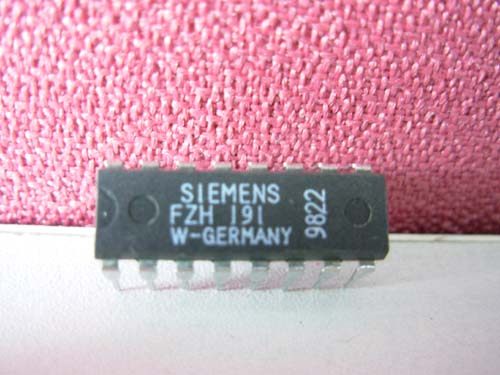 SIEMENS
FZH 191
W-GERMANY
9822